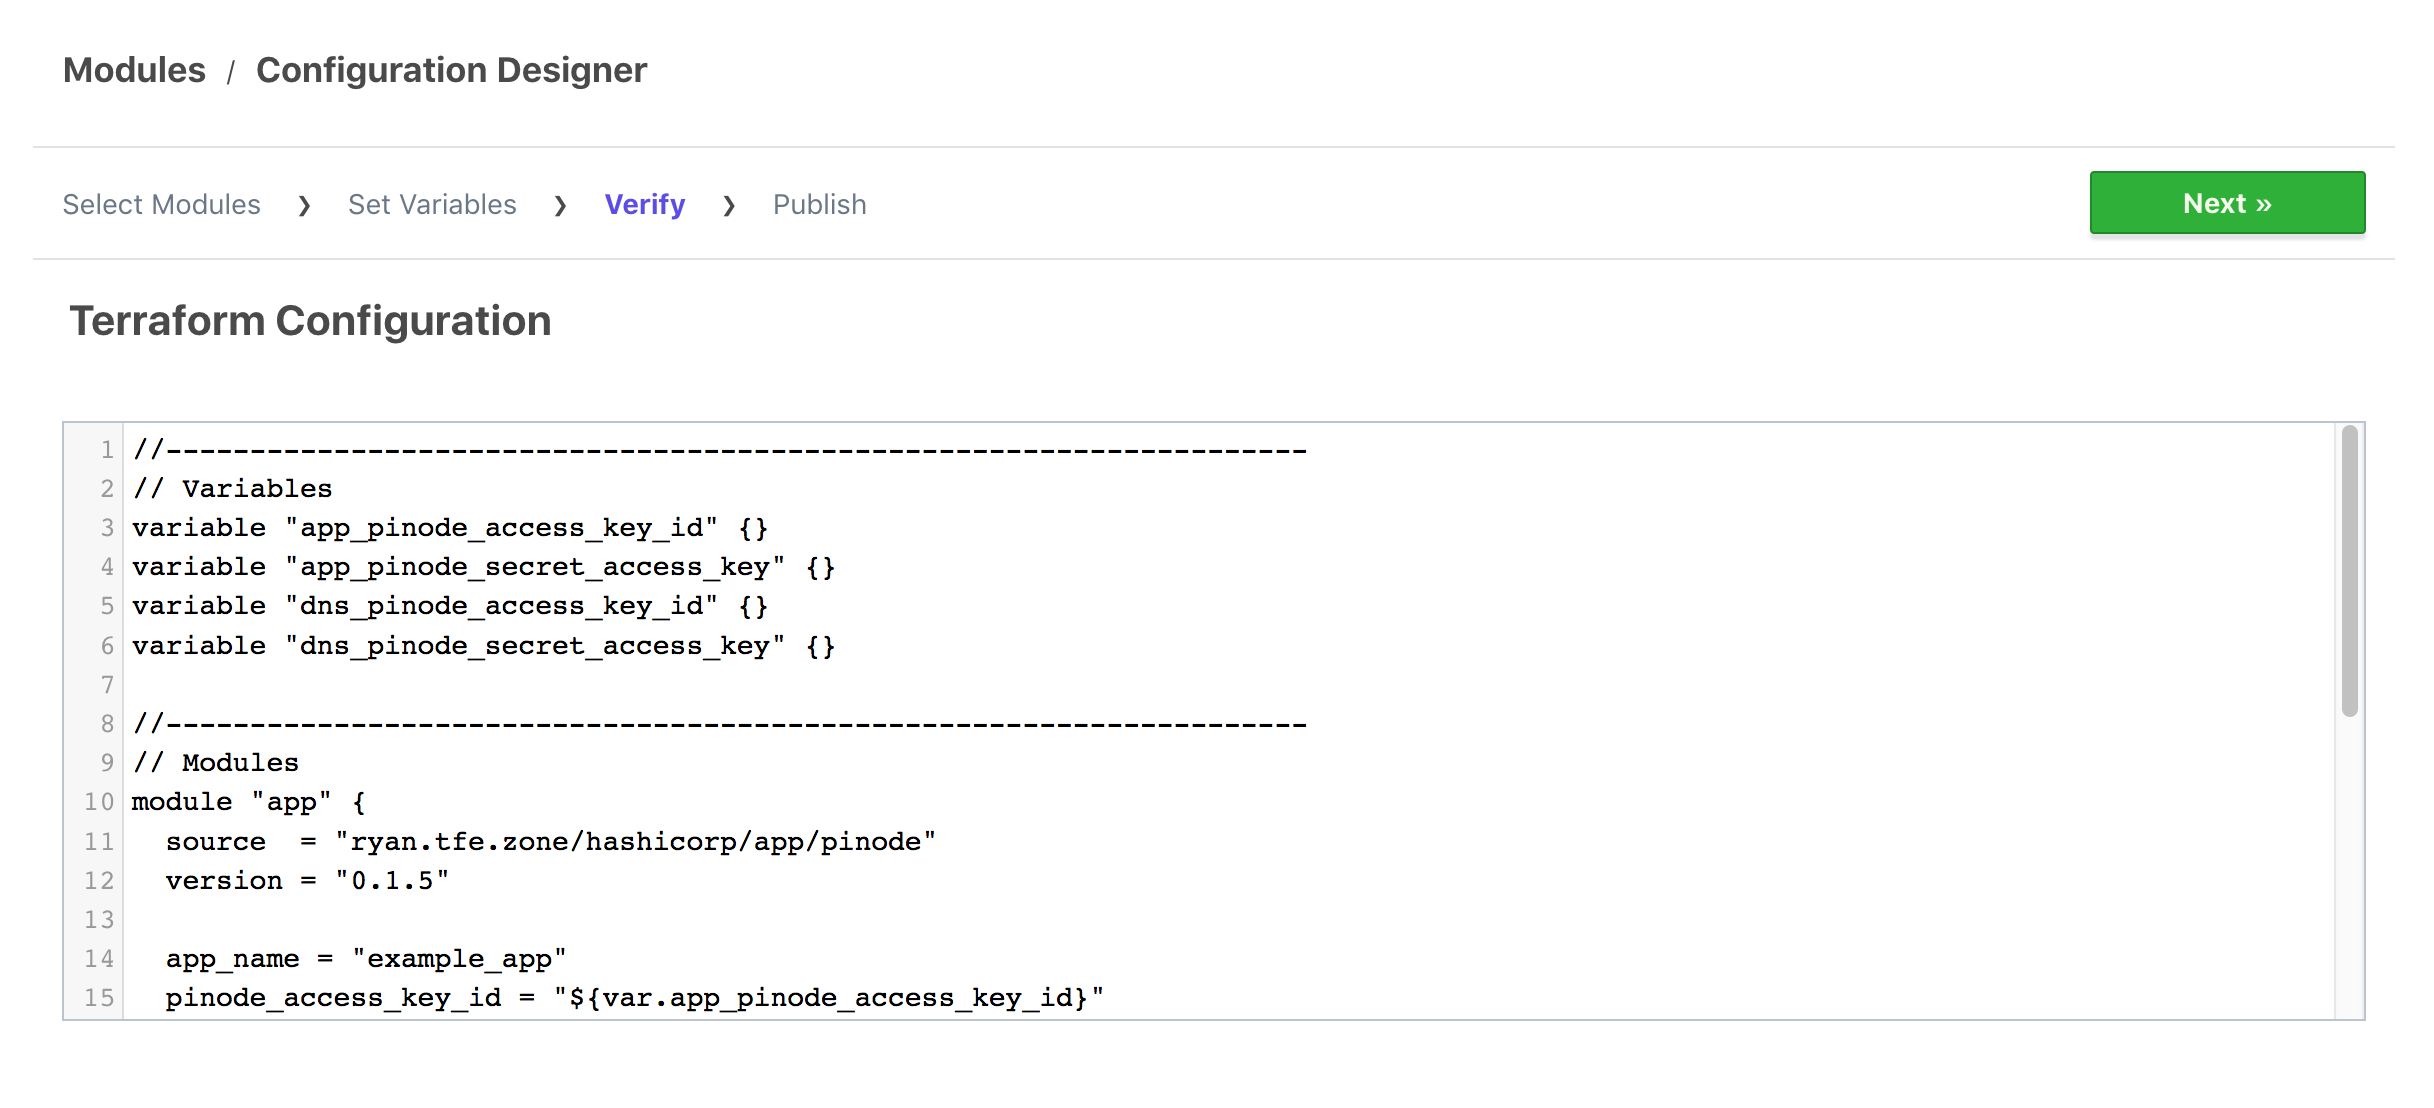 Modules / Configuration Designer
Select Modules ❯ Set Variables ❯ Verify ❯ Publish
Next »
Terraform Configuration
1 //--------------------------------------------------------------------
2 // Variables
3 variable "app_pinode_access_key_id" {}
4 variable "app_pinode_secret_access_key" {}
5 variable "dns_pinode_access_key_id" {}
6 variable "dns_pinode_secret_access_key" {}
7
8 //--------------------------------------------------------------------
9 // Modules
10 module "app" {
11   source  = "ryan.tfe.zone/hashicorp/app/pinode"
12   version = "0.1.5"
13
14   app_name = "example_app"
15   pinode_access_key_id = "${var.app_pinode_access_key_id}"